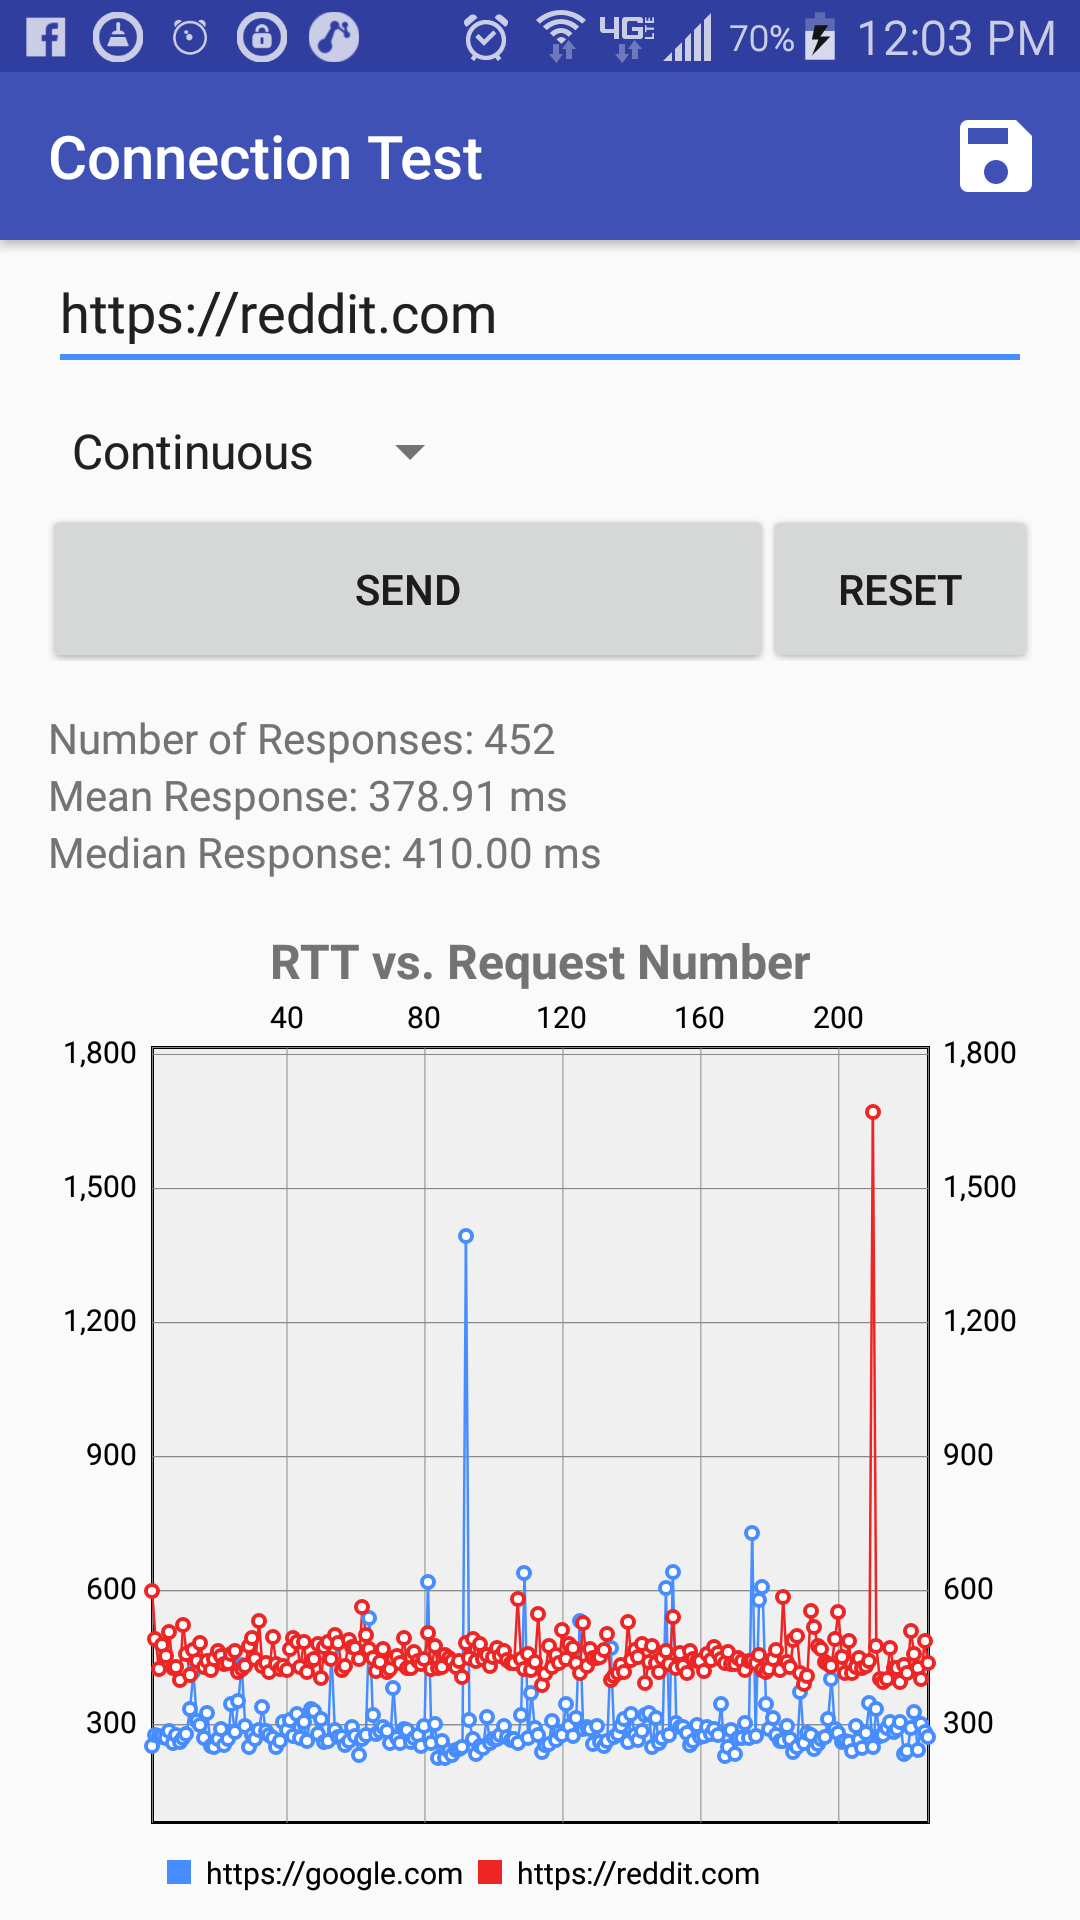 4G LTE 70% 12:03 PM
Connection Test
https://reddit.com
Continuous
SEND RESET
Number of Responses: 452
Mean Response: 378.91 ms
Median Response: 410.00 ms
RTT vs. Request Number
40 80 120 160 200
1,800 1,800
1,500 1,500
1,200 1,200
900 900
600 600
300 300
https://google.com https://reddit.com